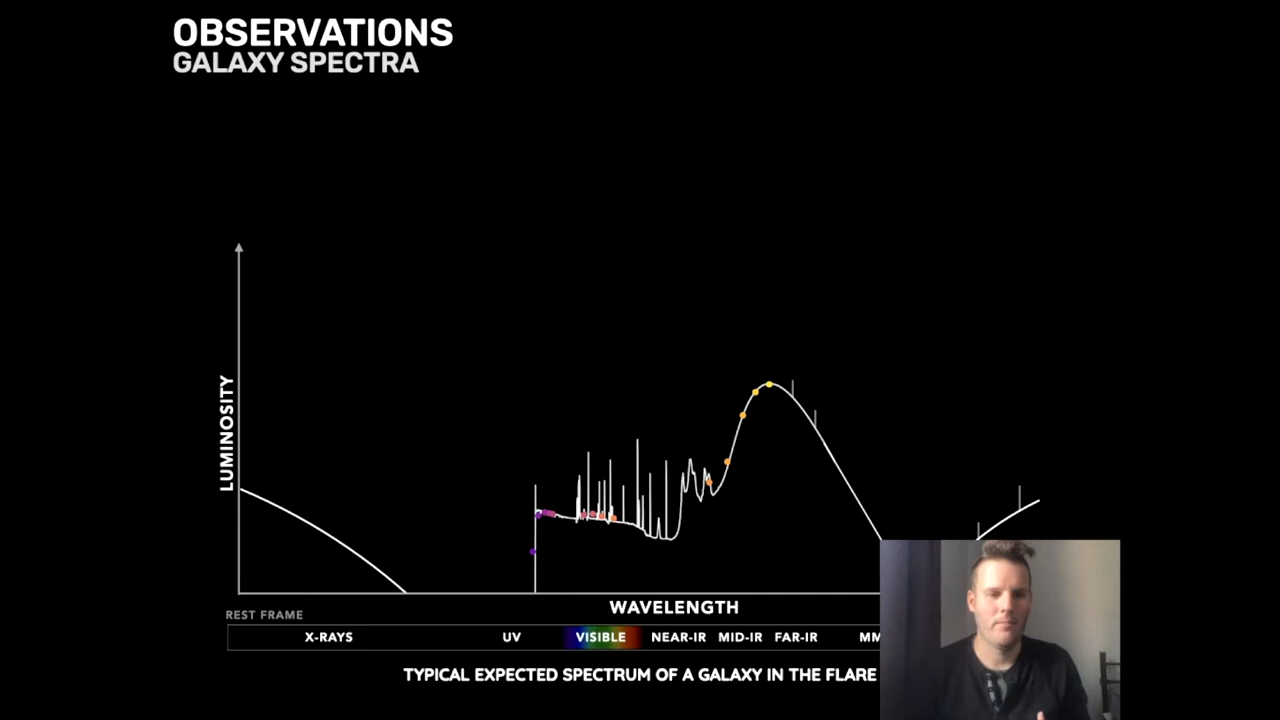 OBSERVATIONS
GALAXY SPECTRA
LUMINOSITY
WAVELENGTH
REST FRAME
X-RAYS UV VISIBLE NEAR-IR MID-IR FAR-IR MM
TYPICAL EXPECTED SPECTRUM OF A GALAXY IN THE FLARE